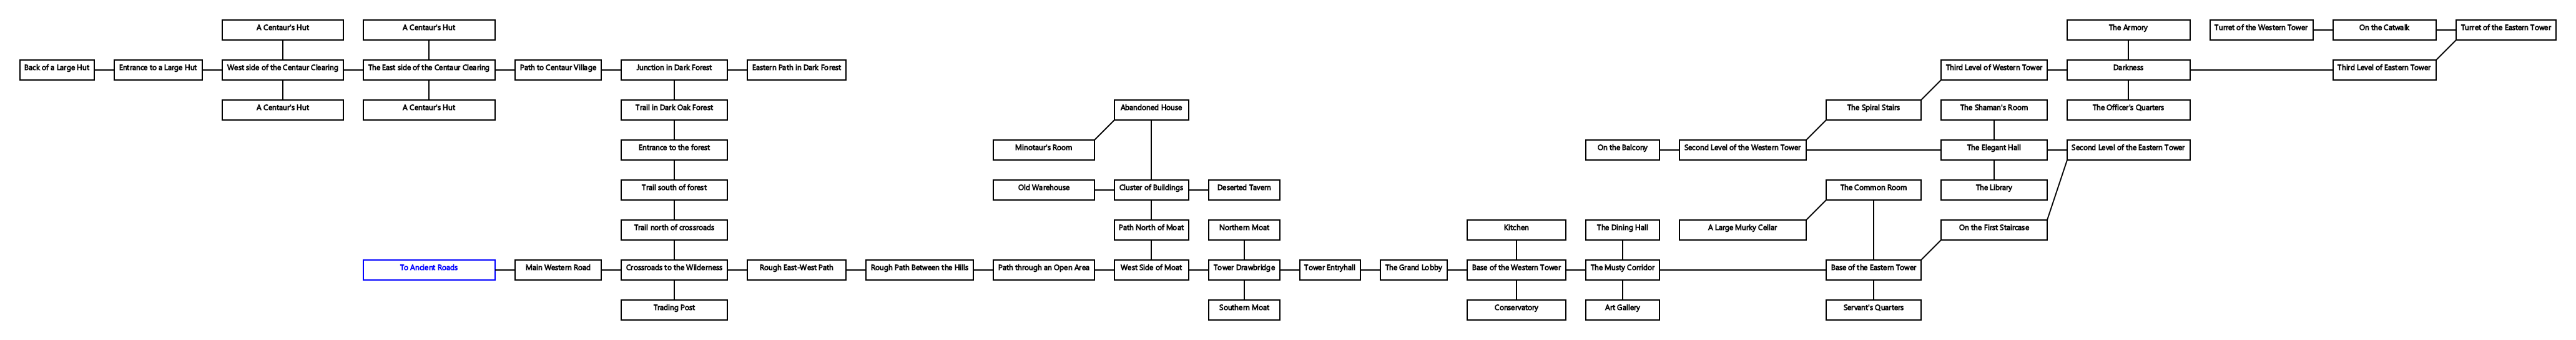 A Centaur's Hut
A Centaur's Hut
The Armory
Turret of the Western Tower
On the Catwalk
Turret of the Eastern Tower
Back of a Large Hut
Entrance to a Large Hut
West side of the Centaur Clearing
The East side of the Centaur Clearing
Path to Centaur Village
Junction in Dark Forest
Eastern Path in Dark Forest
Third Level of Western Tower
Darkness
Third Level of Eastern Tower
A Centaur's Hut
A Centaur's Hut
Trail in Dark Oak Forest
Abandoned House
The Spiral Stairs
The Shaman's Room
The Officer's Quarters
Entrance to the forest
Minotaur's Room
On the Balcony
Second Level of the Western Tower
The Elegant Hall
Second Level of the Eastern Tower
Trail south of forest
Old Warehouse
Cluster of Buildings
Deserted Tavern
The Common Room
The Library
Trail north of crossroads
Path North of Moat
Northern Moat
Kitchen
The Dining Hall
A Large Murky Cellar
On the First Staircase
To Ancient Roads
Main Western Road
Crossroads to the Wilderness
Rough East-West Path
Rough Path Between the Hills
Path through an Open Area
West Side of Moat
Tower Drawbridge
Tower Entryhall
The Grand Lobby
Base of the Western Tower
The Musty Corridor
Base of the Eastern Tower
Trading Post
Southern Moat
Conservatory
Art Gallery
Servant's Quarters